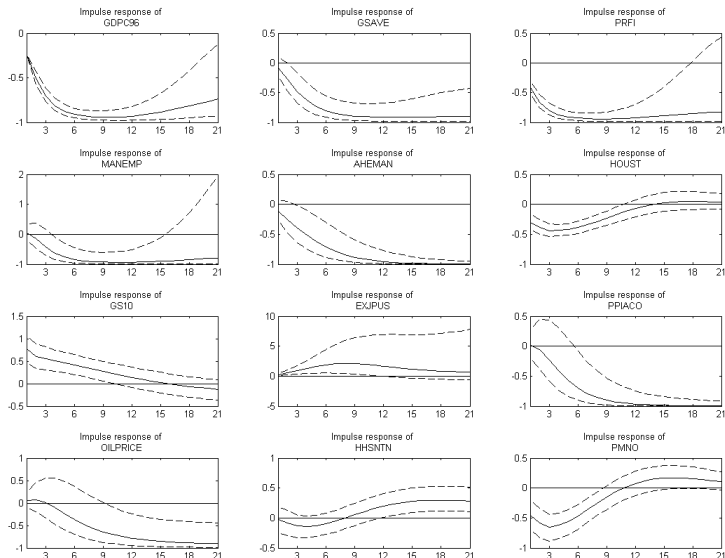 Impulse response of
GDPC96
0
-0.5
-1
3 6 9 12 15 18 21
Impulse response of
GSAVE
0.5
0
-0.5
-1
3 6 9 12 15 18 21
Impulse response of
PRFI
0.5
0
-0.5
-1
3 6 9 12 15 18 21
Impulse response of
MANEMP
2
1
0
-1
3 6 9 12 15 18 21
Impulse response of
AHEMAN
0.5
0
-0.5
-1
3 6 9 12 15 18 21
Impulse response of
HOUST
0.5
0
-0.5
-1
3 6 9 12 15 18 21
Impulse response of
GS10
1.5
1
0.5
0
-0.5
3 6 9 12 15 18 21
Impulse response of
EXJPUS
10
5
0
-5
3 6 9 12 15 18 21
Impulse response of
PPIACO
0.5
0
-0.5
-1
3 6 9 12 15 18 21
Impulse response of
OILPRICE
1
0.5
0
-0.5
-1
3 6 9 12 15 18 21
Impulse response of
HHSNTN
1
0.5
0
-0.5
3 6 9 12 15 18 21
Impulse response of
PMNO
0.5
0
-0.5
-1
3 6 9 12 15 18 21